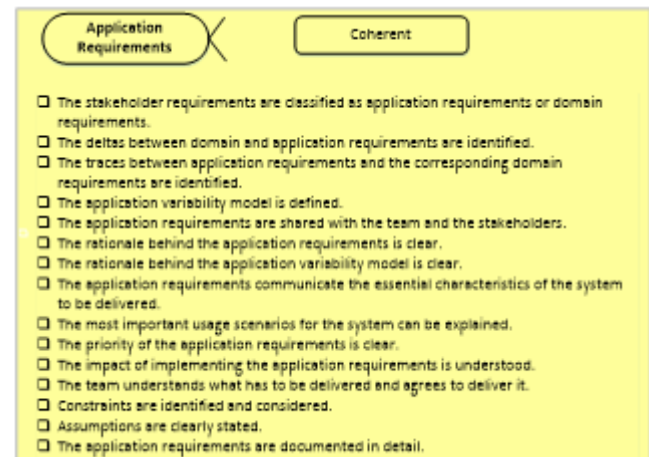 Application
Requirements
Coherent
❑ The stakeholder requirements are classified as application requirements or domain
requirements.
❑ The deltas between domain and application requirements are identified.
❑ The traces between application requirements and the corresponding domain
requirements are identified.
❑ The application variability model is defined.
❑ The application requirements are shared with the team and the stakeholders.
❑ The rationale behind the application requirements is clear.
❑ The rationale behind the application variability model is clear.
❑ The application requirements communicate the essential characteristics of the system
to be delivered.
❑ The most important usage scenarios for the system can be explained.
❑ The priority of the application requirements is clear.
❑ The impact of implementing the application requirements is understood.
❑ The team understands what has to be delivered and agrees to deliver it.
❑ Constraints are identified and considered.
❑ Assumptions are clearly stated.
❑ The application requirements are documented in detail.